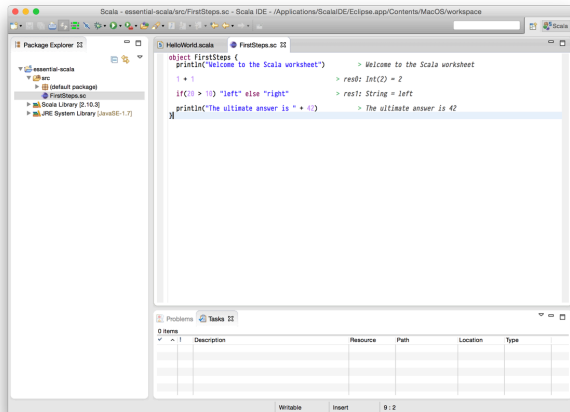 Scala - essential-scala/src/FirstSteps.sc - Scala IDE - /Applications/ScalaIDE/Eclipse.app/Contents/MacOS/workspace
Scala
Package Explorer
essential-scala
src
(default package)
FirstSteps.sc
Scala Library [2.10.3]
JRE System Library [JavaSE-1.7]
HelloWorld.scala FirstSteps.sc
object FirstSteps {
println("Welcome to the Scala worksheet") > Welcome to the Scala worksheet
1 + 1 > res0: Int(2) = 2
if(20 > 10) "left" else "right" > res1: String = left
println("The ultimate answer is " + 42) > The ultimate answer is 42
}
Problems Tasks
0 items
! Description Resource Path Location Type
Writable Insert 9 : 2